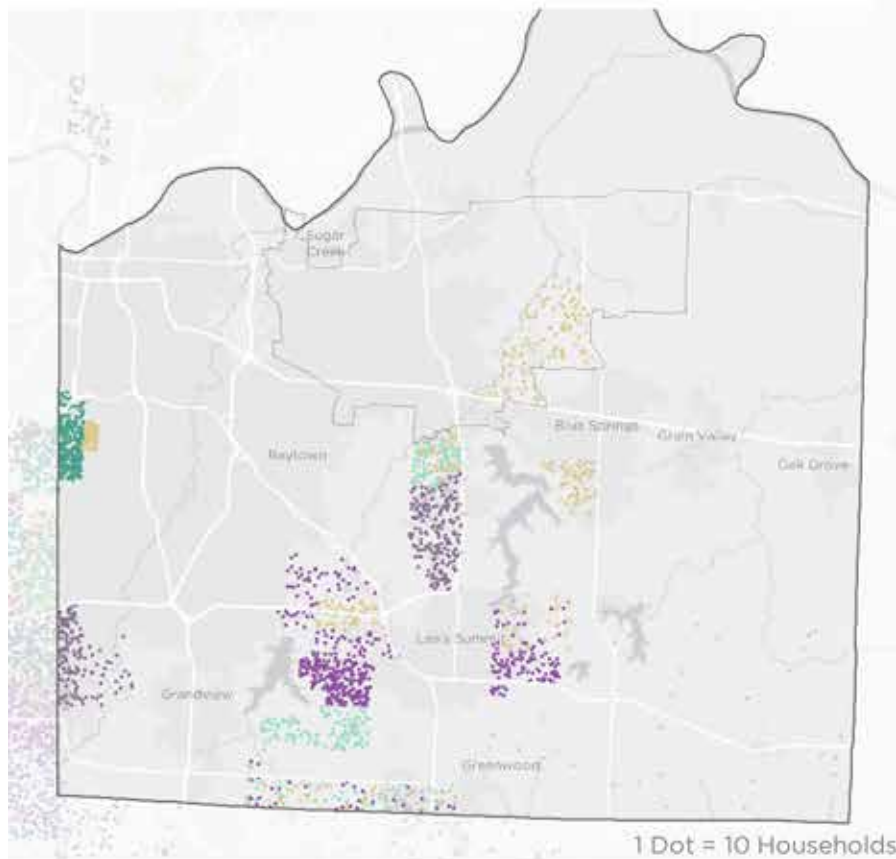 Sugar
Creek
Blue Springs
Grain Valley
Raytown
Oak Grove
Lee's Summit
Grandview
Greenwood
1 Dot = 10 Households